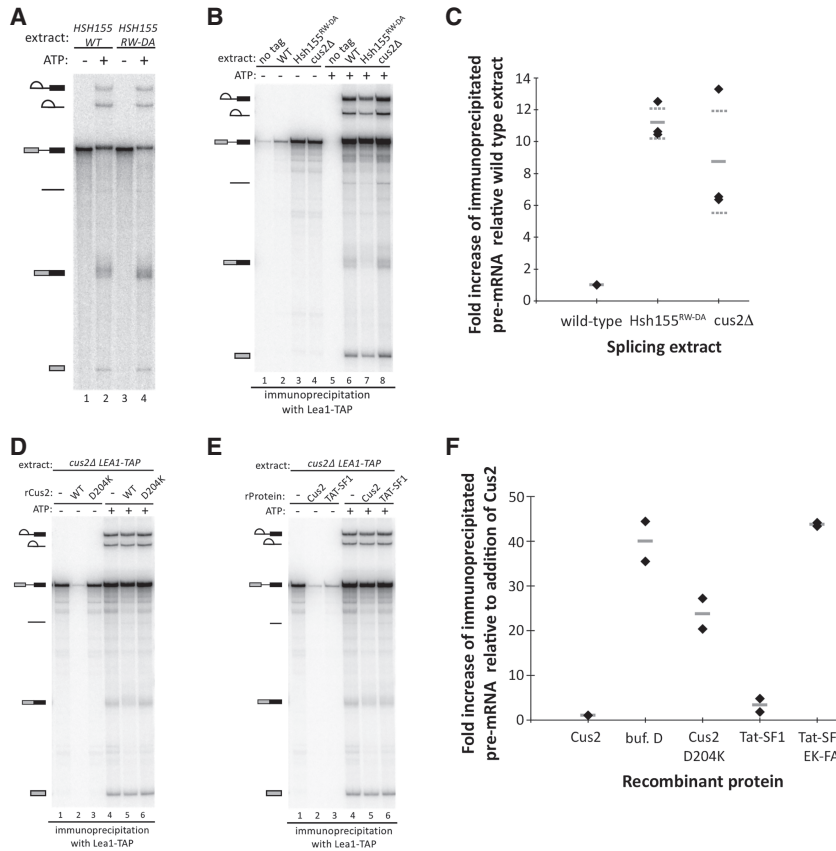 A
HSH155 HSH155
extract: WT RW-DA
ATP: - + - +
1 2 3 4
B
extract: no tag WT Hsh155RW-DA cus2Δ no tag WT Hsh155RW-DA cus2Δ
ATP: - - - - + + + +
1 2 3 4 5 6 7 8
immunoprecipitation
with Lea1-TAP
C
Fold increase of immunoprecipitated
pre-mRNA relative wild type extract
14
12
10
8
6
4
2
0
wild-type Hsh155RW-DA cus2Δ
Splicing extract
D
extract: cus2Δ LEA1-TAP
rCus2: - WT D204K - WT D204K
ATP: - - - + + +
1 2 3 4 5 6
immunoprecipitation
with Lea1-TAP
E
extract: cus2Δ LEA1-TAP
rProtein: - Cus2 TAT-SF1 - Cus2 TAT-SF1
ATP: - - - + + +
1 2 3 4 5 6
immunoprecipitation
with Lea1-TAP
F
Fold increase of immunoprecipitated
pre-mRNA relative to addition of Cus2
50
40
30
20
10
0
Cus2 buf. D Cus2 Tat-SF1 Tat-SF
D204K EK-FA
Recombinant protein